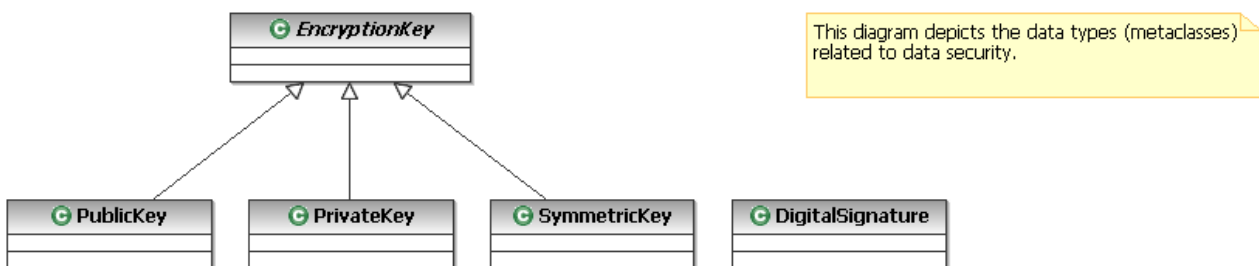 EncryptionKey
This diagram depicts the data types (metaclasses)
related to data security.
PublicKey
PrivateKey
SymmetricKey
DigitalSignature